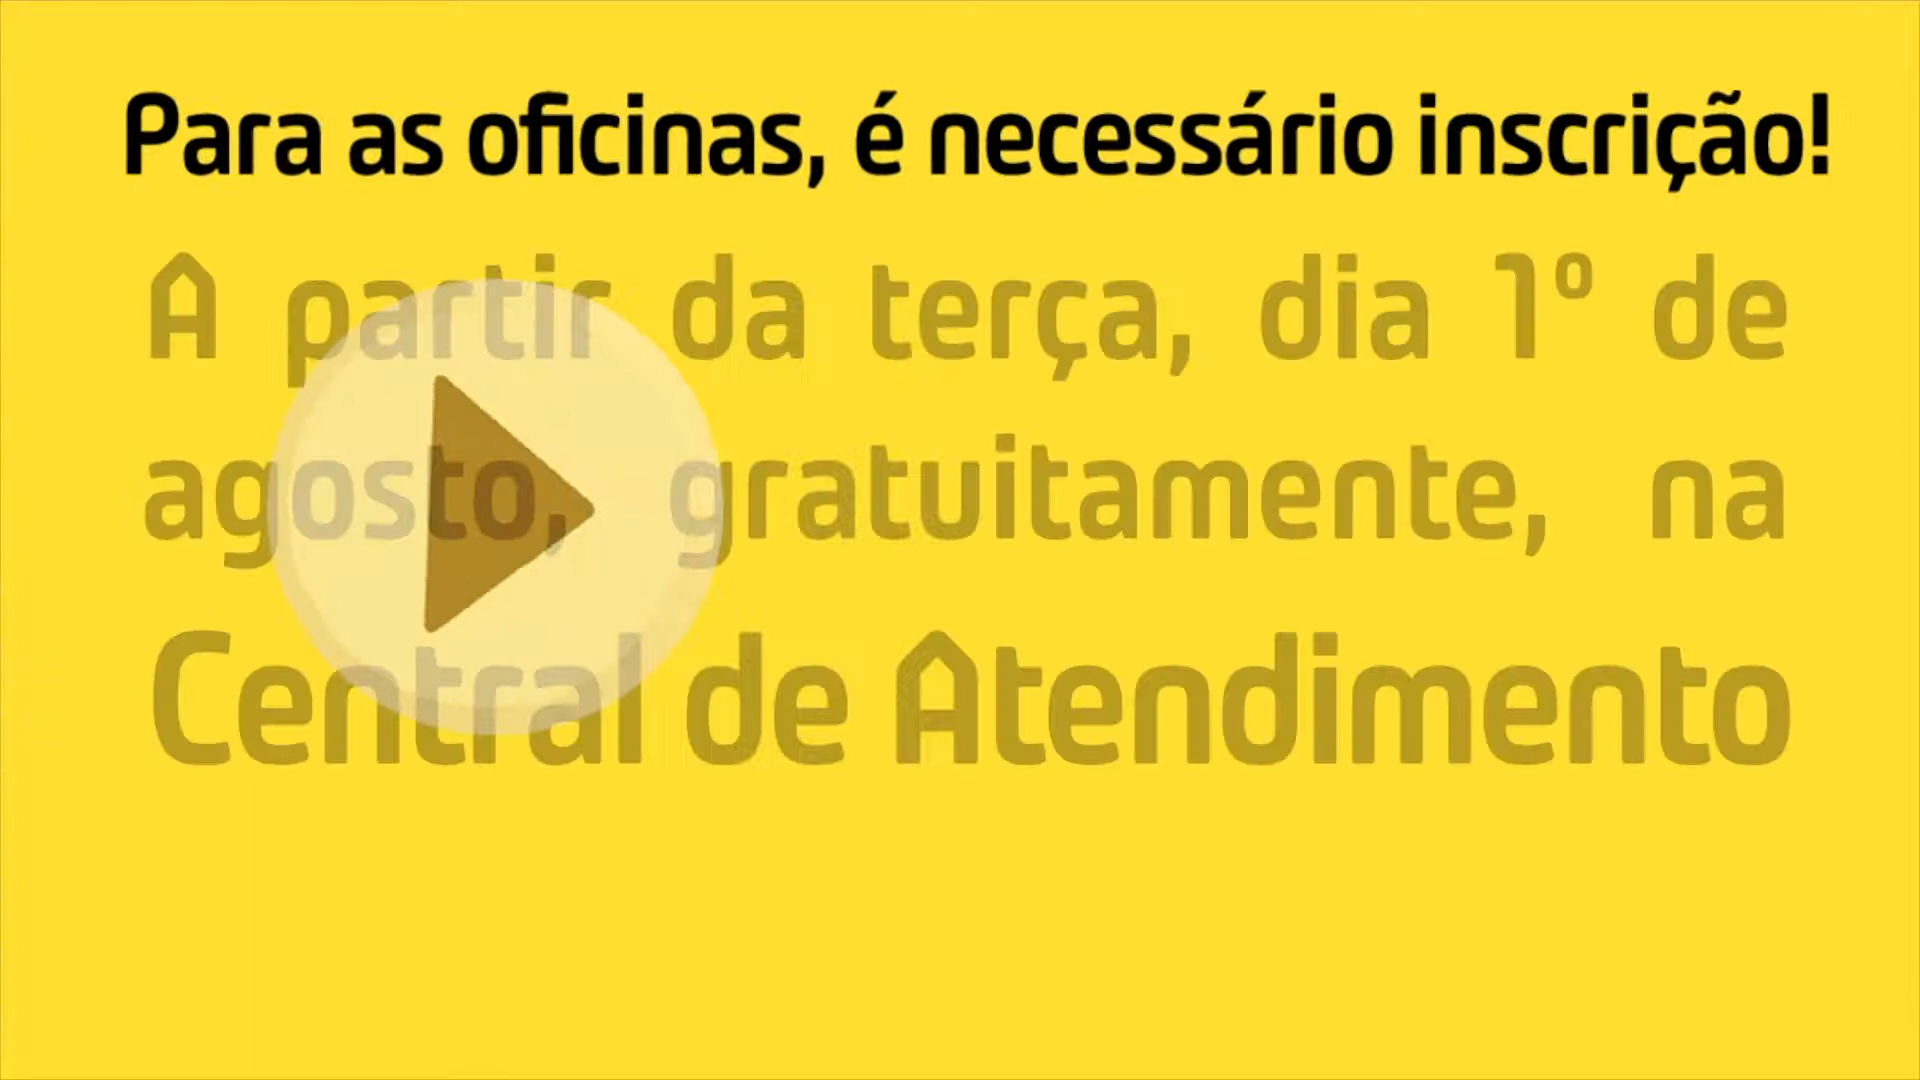 Para as oficinas, é necessário inscrição!
A partir da terça, dia 1º de
agosto, gratuitamente, na
Central de Atendimento